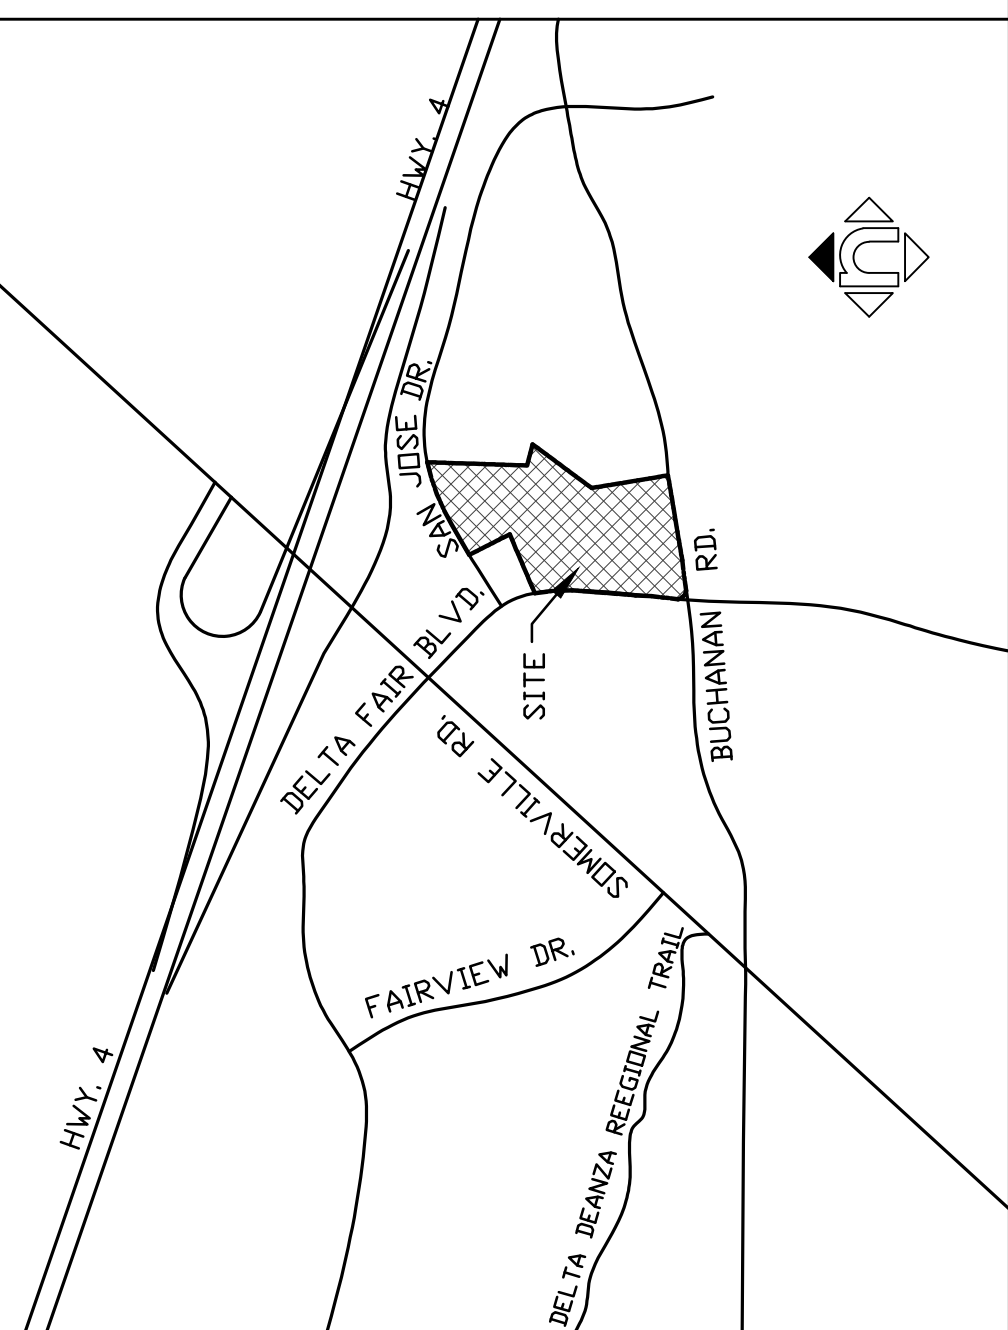 HWY. 4
n
SAN JOSE DR.
BUCHANAN RD.
DELTA FAIR BLVD.
SITE
SOMERVILLE RD.
FAIRVIEW DR.
DELTA DEANZA REEGIONAL TRAIL
HWY. 4